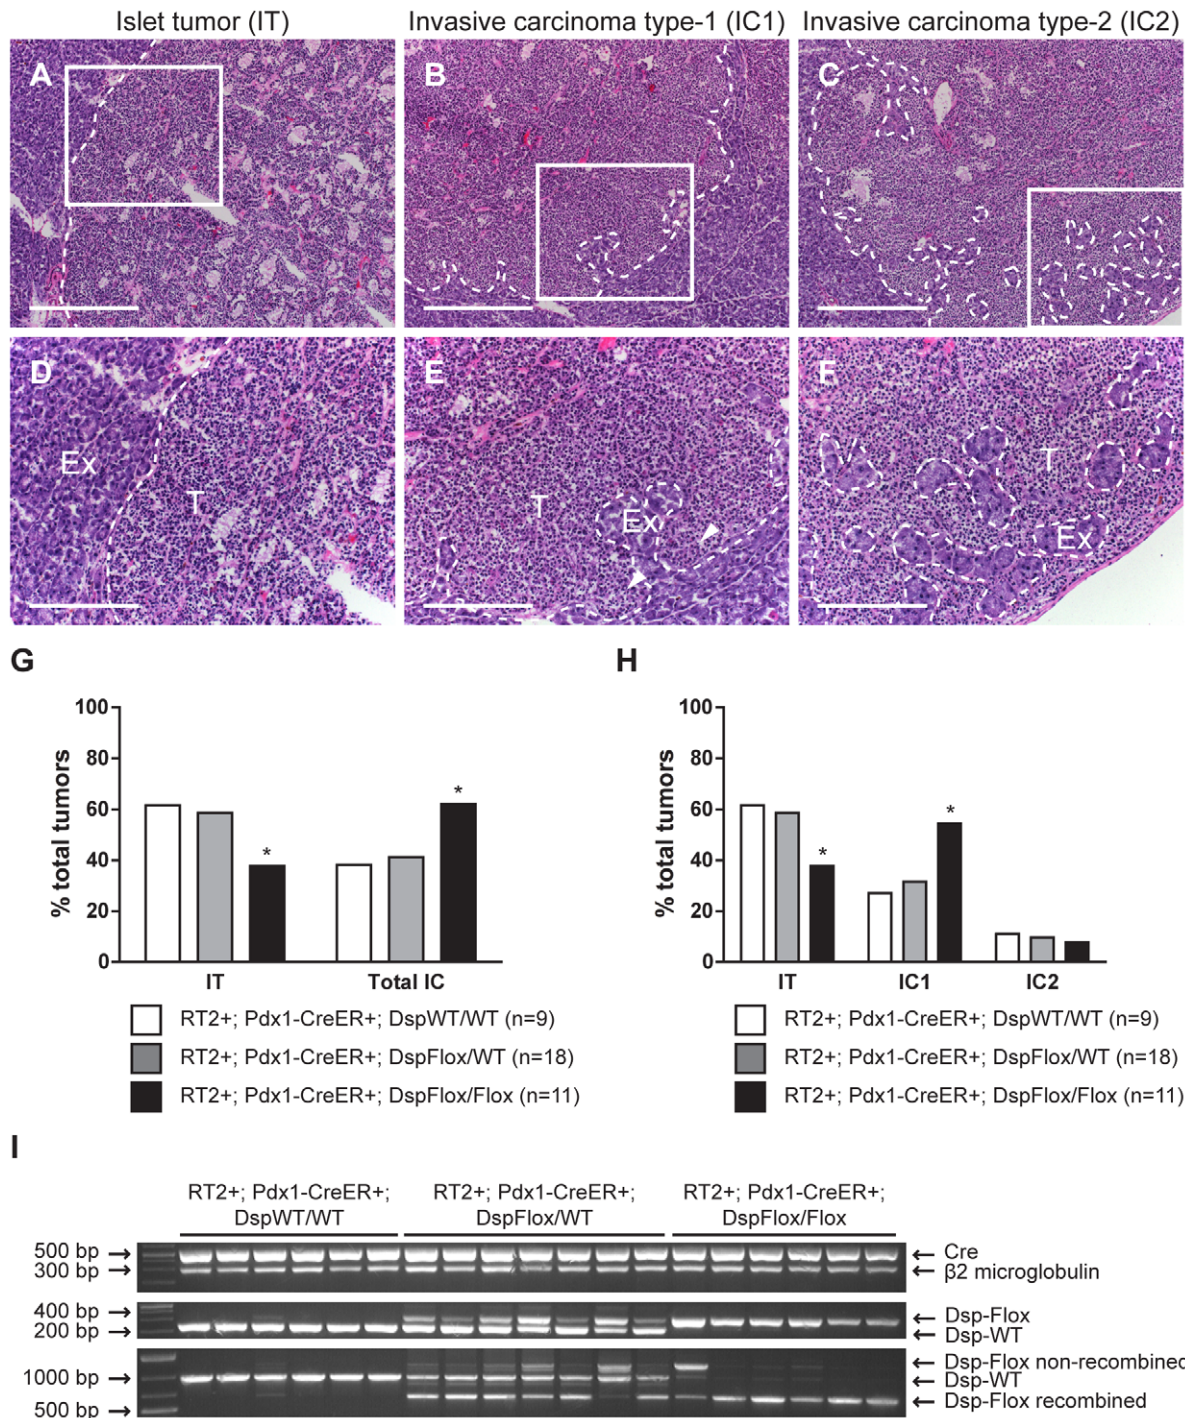 Islet tumor (IT)
Invasive carcinoma type-1 (IC1)
Invasive carcinoma type-2 (IC2)
A
B
C
D
Ex
T
E
T
Ex
F
T
Ex
G
100
80
60
40
20
0
% total tumors
*
*
IT
Total IC
RT2+; Pdx1-CreER+; DspWT/WT (n=9)
RT2+; Pdx1-CreER+; DspFlox/WT (n=18)
RT2+; Pdx1-CreER+; DspFlox/Flox (n=11)
H
100
80
60
40
20
0
% total tumors
*
*
IT
IC1
IC2
RT2+; Pdx1-CreER+; DspWT/WT (n=9)
RT2+; Pdx1-CreER+; DspFlox/WT (n=18)
RT2+; Pdx1-CreER+; DspFlox/Flox (n=11)
I
RT2+; Pdx1-CreER+;
DspWT/WT
RT2+; Pdx1-CreER+;
DspFlox/WT
RT2+; Pdx1-CreER+;
DspFlox/Flox
500 bp →
300 bp →
← Cre
← β2 microglobulin
400 bp →
200 bp →
← Dsp-Flox
← Dsp-WT
1000 bp →
500 bp →
← Dsp-Flox non-recombined
← Dsp-WT
← Dsp-Flox recombined